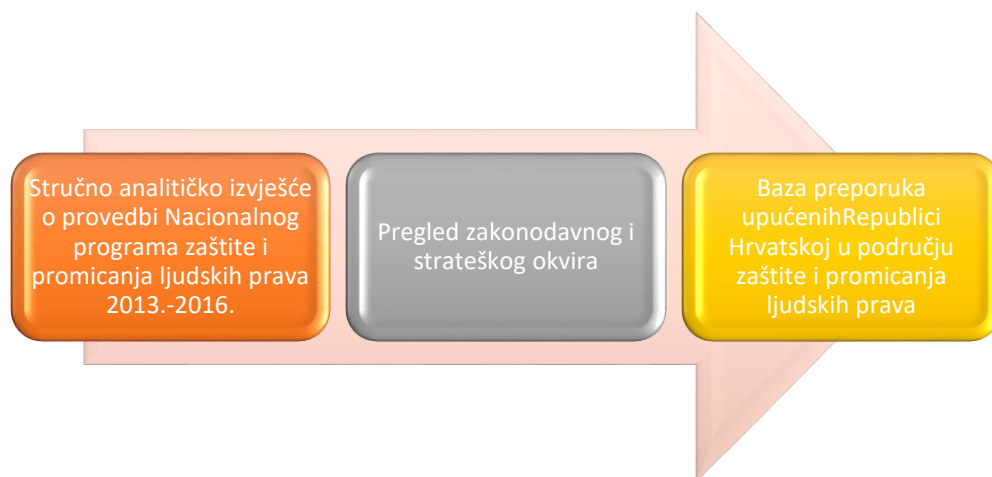 Stručno analitičko izvješće
o provedbi Nacionalnog
programa zaštite i
promicanja ljudskih prava
2013.-2016.
Pregled zakonodavnog i
strateškog okvira
Baza preporuka
upućenihRepublici
Hrvatskoj u području
zaštite i promicanja
ljudskih prava